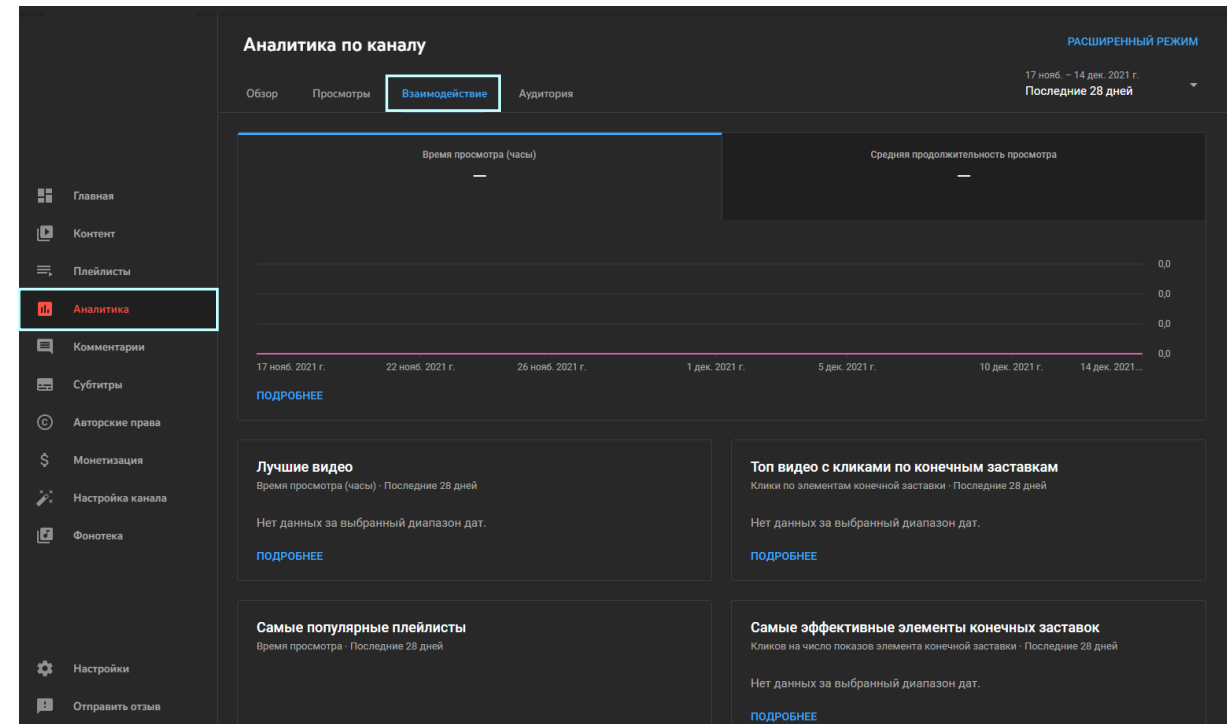 Аналитика по каналу
РАСШИРЕННЫЙ РЕЖИМ
Обзор
Просмотры
Взаимодействие
Аудитория
17 нояб. – 14 дек. 2021 г.
Последние 28 дней
Главная
Контент
Плейлисты
Аналитика
Комментарии
Субтитры
Авторские права
Монетизация
Настройка канала
Фонотека
Настройки
Отправить отзыв
Время просмотра (часы)
—
Средняя продолжительность просмотра
—
0,0
0,0
0,0
0,0
17 нояб. 2021 г.
22 нояб. 2021 г.
26 нояб. 2021 г.
1 дек. 2021 г.
5 дек. 2021 г.
10 дек. 2021 г.
14 дек. 2021...
ПОДРОБНЕЕ
Лучшие видео
Время просмотра (часы) · Последние 28 дней
Нет данных за выбранный диапазон дат.
ПОДРОБНЕЕ
Топ видео с кликами по конечным заставкам
Клики по элементам конечной заставки · Последние 28 дней
Нет данных за выбранный диапазон дат.
ПОДРОБНЕЕ
Самые популярные плейлисты
Время просмотра · Последние 28 дней
Самые эффективные элементы конечных заставок
Кликов на число показов элемента конечной заставки · Последние 28 дней
Нет данных за выбранный диапазон дат.
ПОДРОБНЕЕ